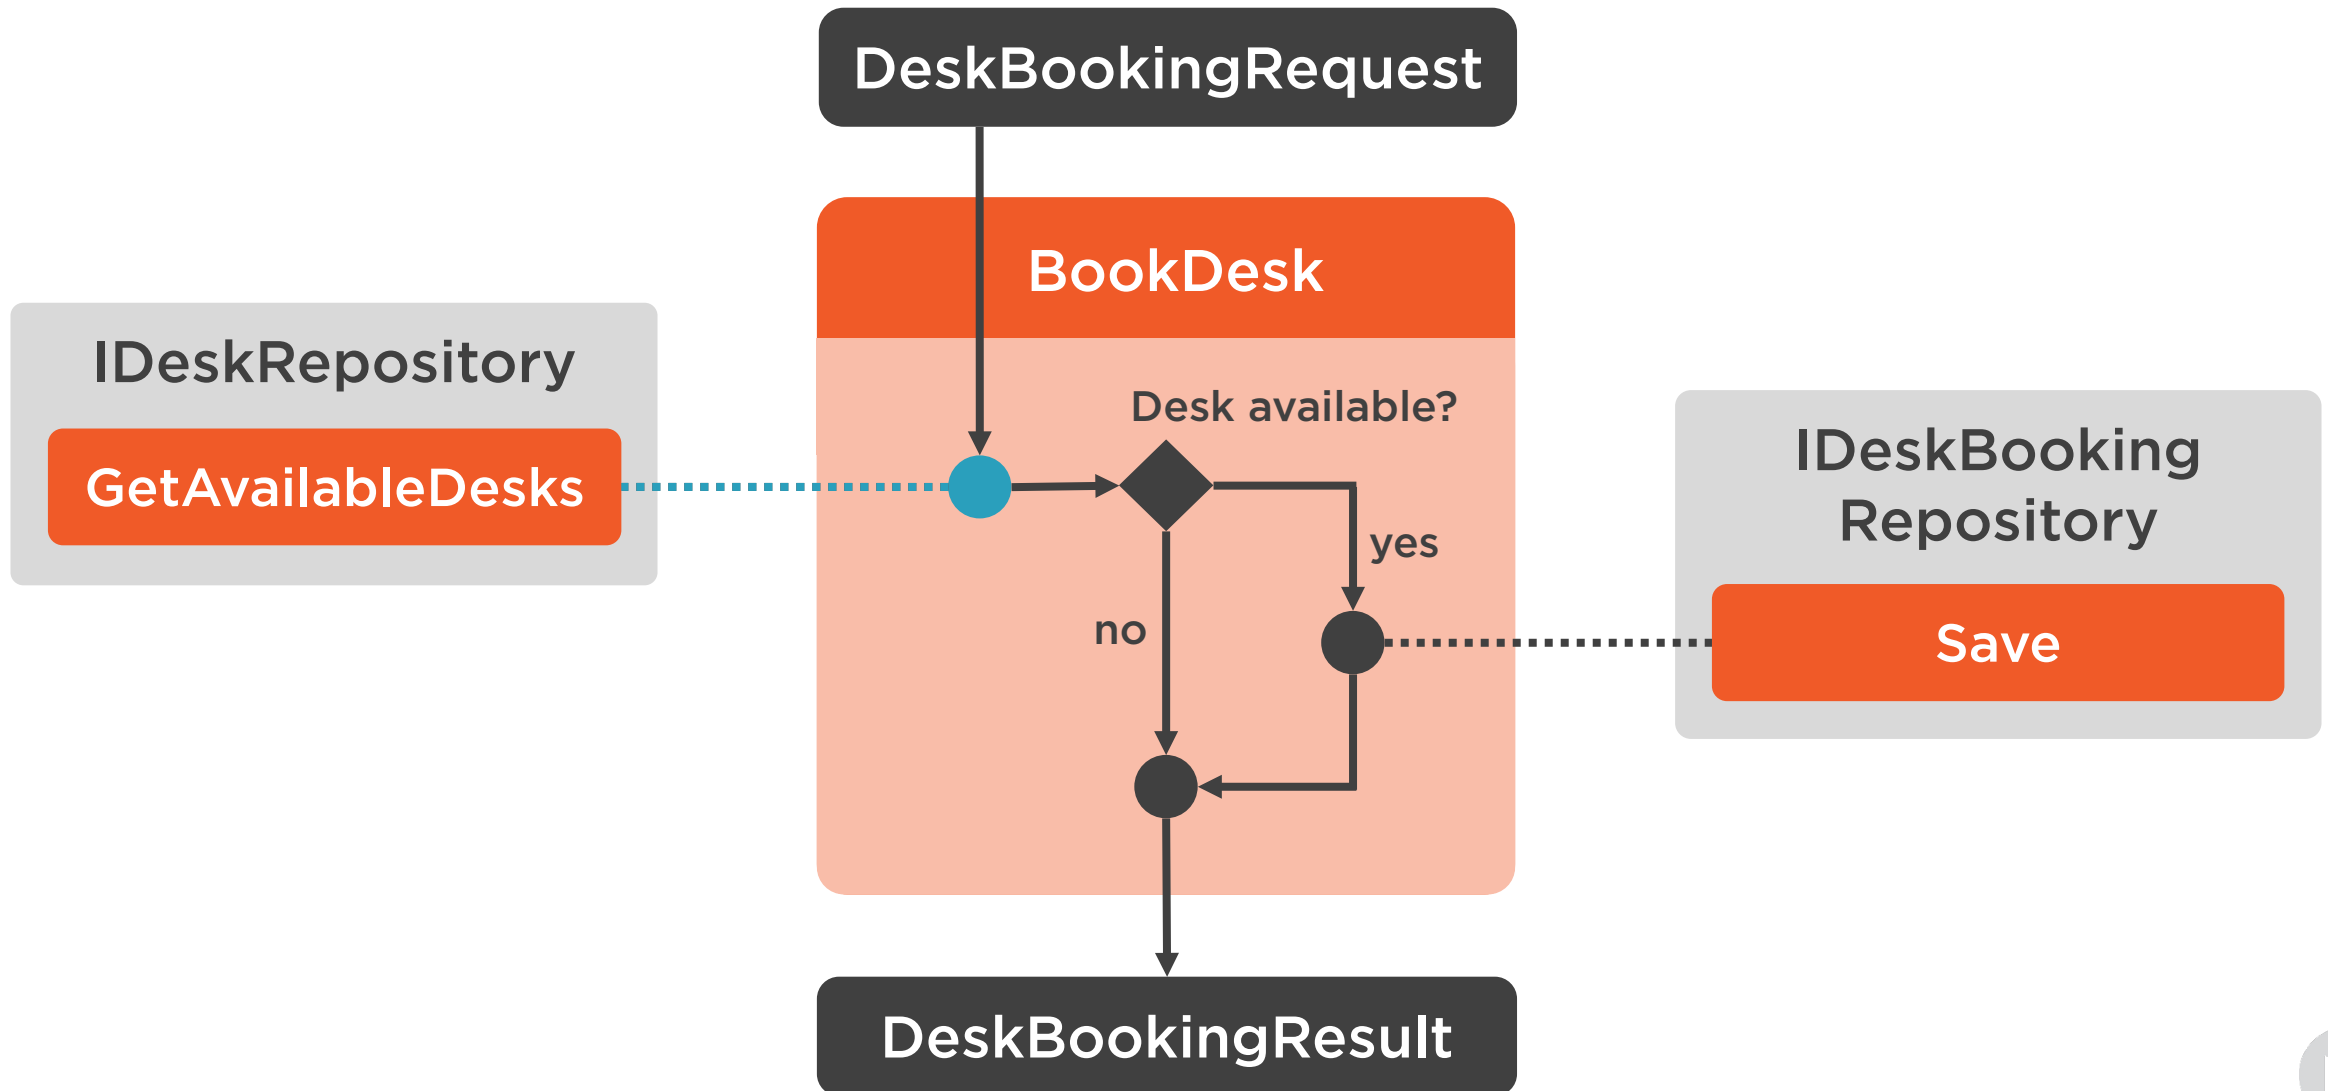 DeskBookingRequest
BookDesk
IDeskRepository
GetAvailableDesks
Desk available?
yes
no
IDeskBooking
Repository
Save
DeskBookingResult